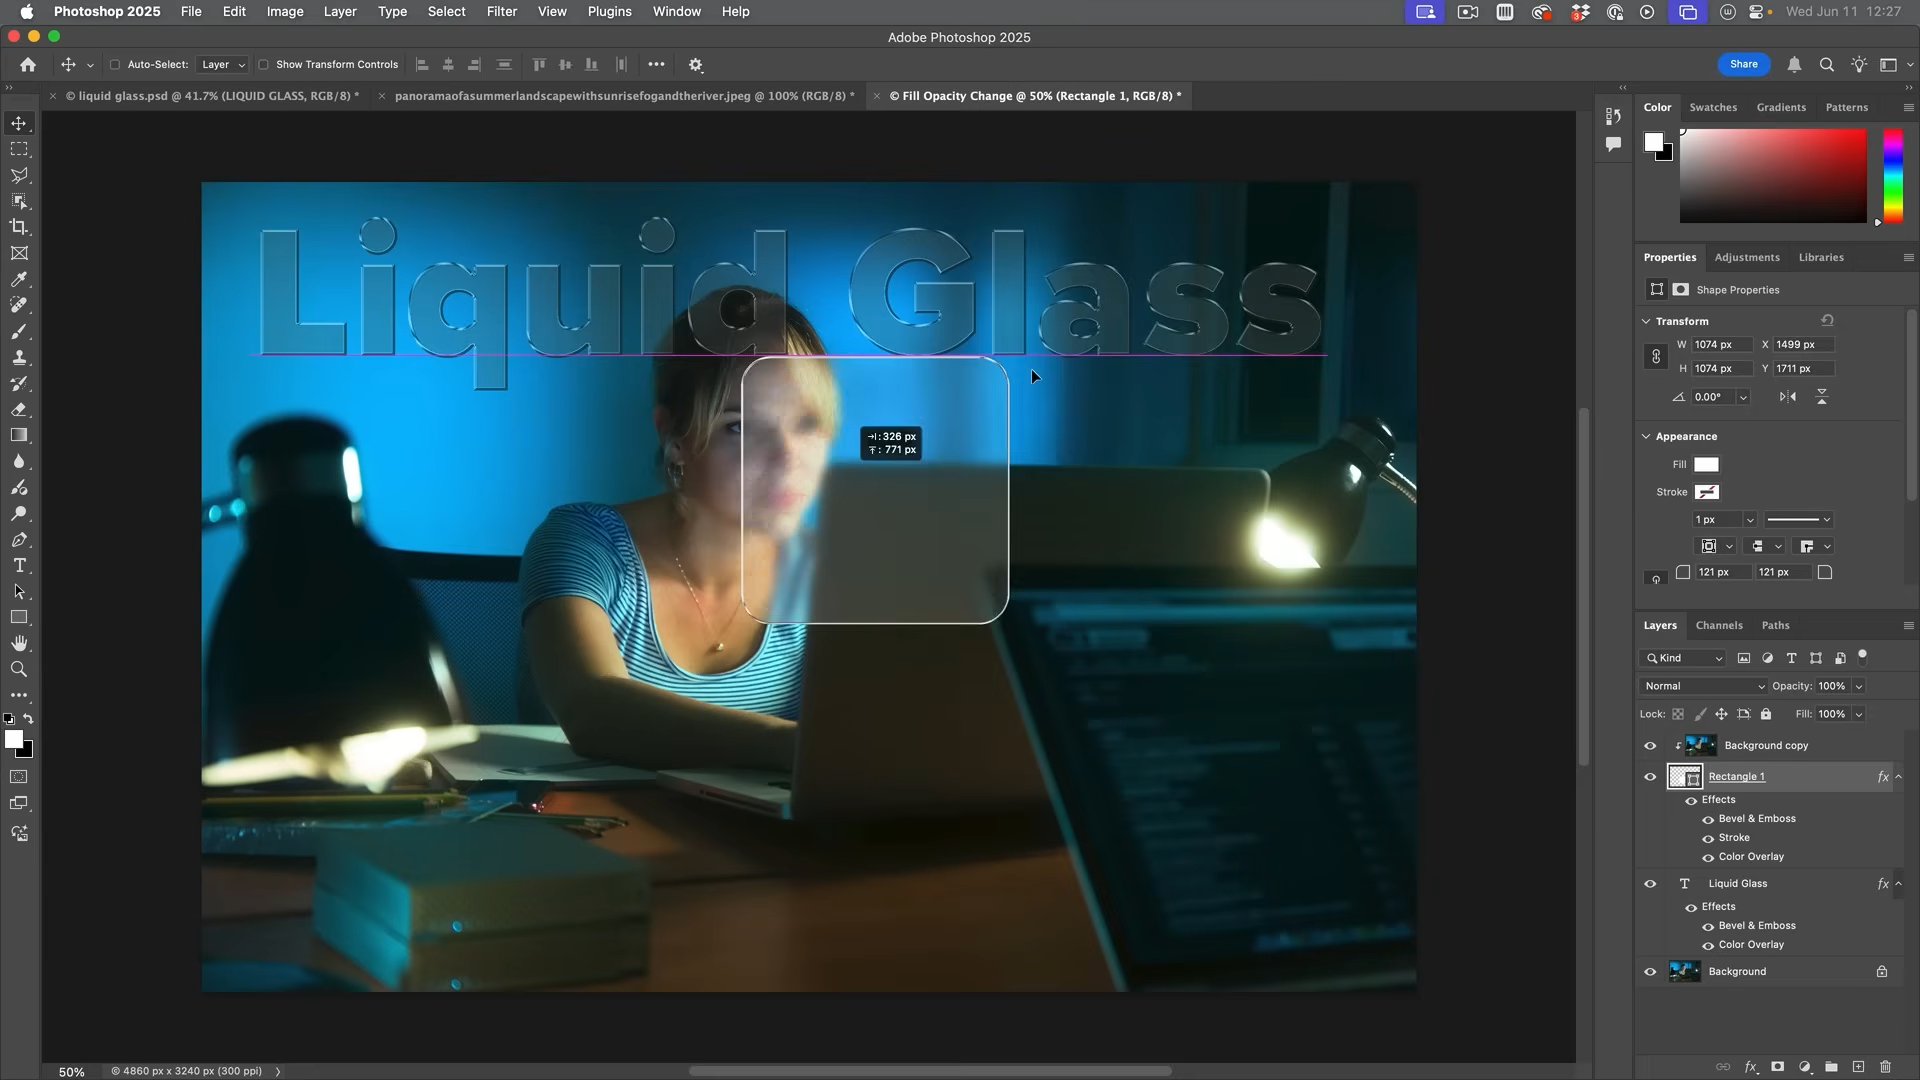 Photoshop 2025 File Edit Image Layer Type Select Filter View Plugins Window Help
3
Wed Jun 11 12:27
Adobe Photoshop 2025
Auto-Select: Layer Show Transform Controls
Share
© liquid glass.psd @ 41.7% (LIQUID GLASS, RGB/8) *
panoramaofasummerlandscapewithsunrisefogandtheriver.jpeg @ 100% (RGB/8) *
© Fill Opacity Change @ 50% (Rectangle 1, RGB/8) *
Liquid Glass
326 px
771 px
50%
© 4860 px x 3240 px (300 ppi)
Color Swatches Gradients Patterns
Properties Adjustments Libraries
Shape Properties
Transform
W 1074 px X 1499 px
H 1074 px Y 1711 px
0.00°
Appearance
Fill
Stroke
1 px
121 px 121 px
Layers Channels Paths
Kind
Normal Opacity: 100%
Lock: Fill: 100%
Background copy
Rectangle 1 fx
Effects
Bevel & Emboss
Stroke
Color Overlay
T Liquid Glass fx
Effects
Bevel & Emboss
Color Overlay
Background
fx